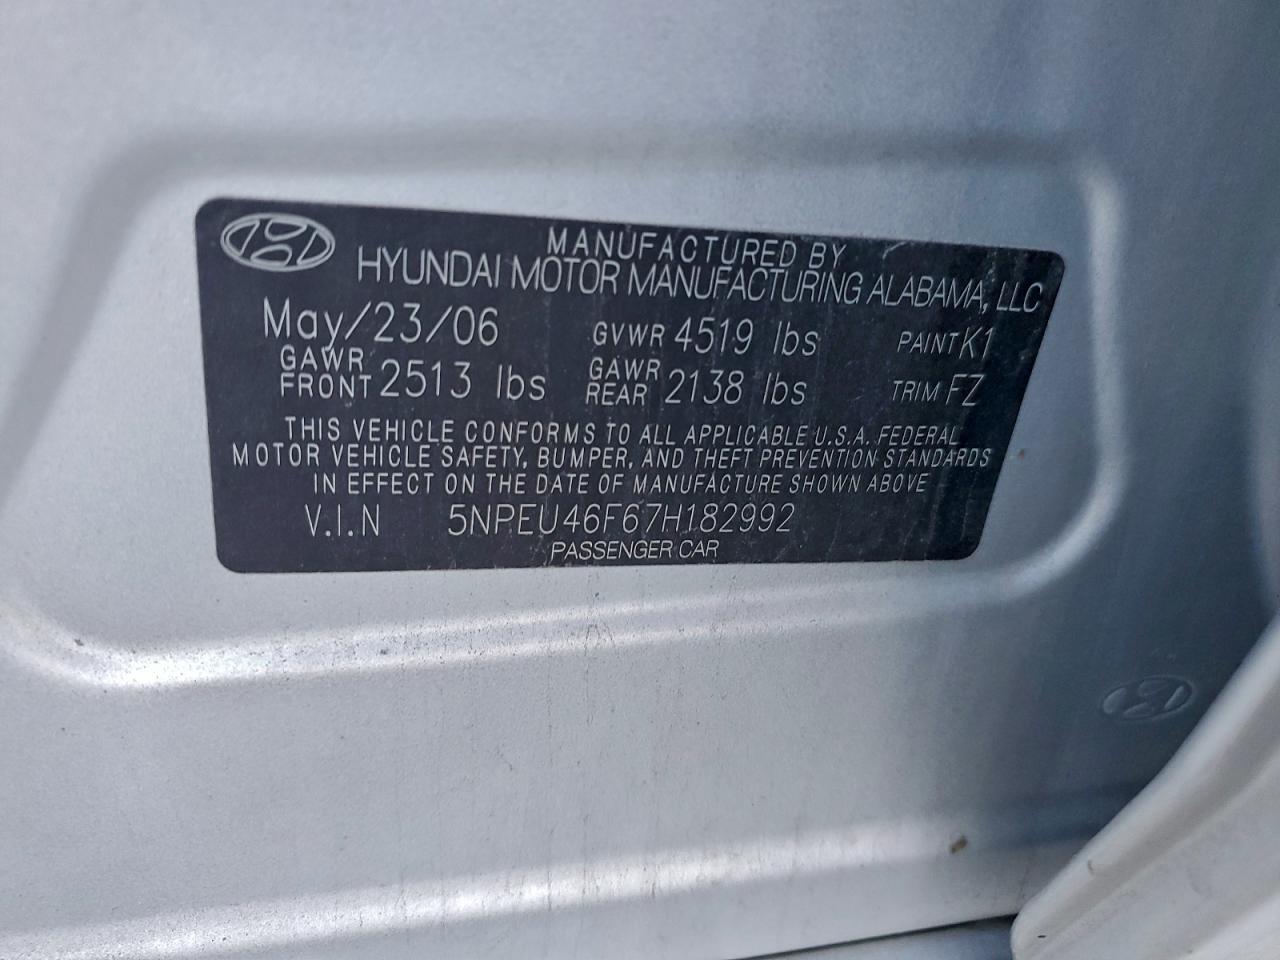 MANUFACTURED BY
HYUNDAI MOTOR MANUFACTURING ALABAMA, LLC
May/23/06 GVWR 4519 lbs PAINT K1
GAWR FRONT 2513 lbs GAWR REAR 2138 lbs TRIM FZ
THIS VEHICLE CONFORMS TO ALL APPLICABLE U.S.A. FEDERAL
MOTOR VEHICLE SAFETY, BUMPER, AND THEFT PREVENTION STANDARDS
IN EFFECT ON THE DATE OF MANUFACTURE SHOWN ABOVE
V.I.N 5NPEU46F67H182992
PASSENGER CAR